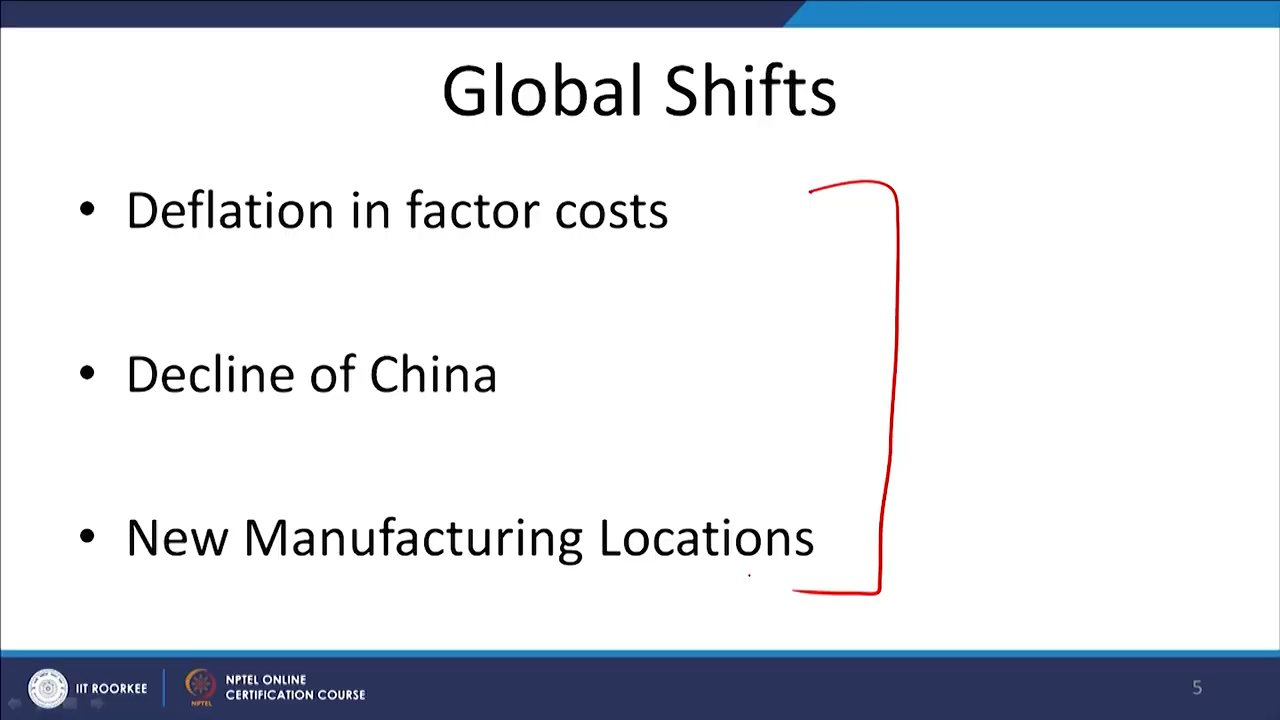 Global Shifts
• Deflation in factor costs
• Decline of China
• New Manufacturing Locations
IIT ROORKEE
NPTEL ONLINE
CERTIFICATION COURSE
NPTEL
5